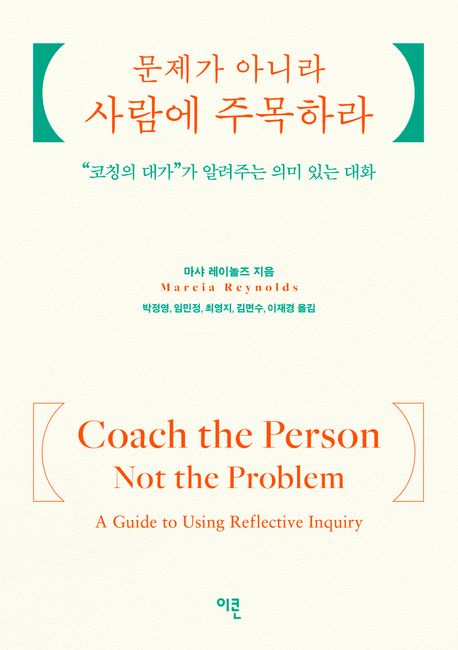 문제가 아니라
사람에 주목하라
“코칭의 대가”가 알려주는 의미 있는 대화
마샤 레이놀즈 지음
Marcia Reynolds
박정영, 임민정, 최영지, 김면수, 이재경 옮김
Coach the Person
Not the Problem
A Guide to Using Reflective Inquiry
이콘